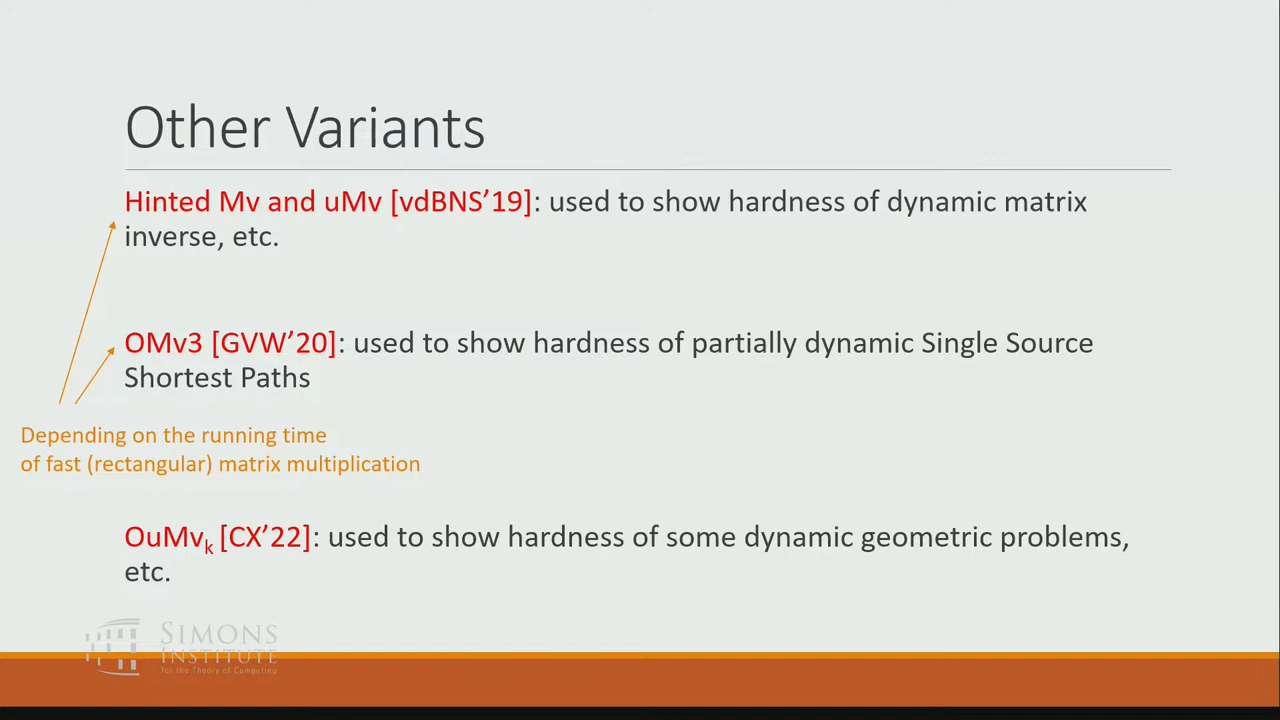 Other Variants
Hinted Mv and uMv [vdBNS’19]: used to show hardness of dynamic matrix
inverse, etc.
OMv3 [GVW’20]: used to show hardness of partially dynamic Single Source
Shortest Paths
Depending on the running time
of fast (rectangular) matrix multiplication
OuMvk [CX’22]: used to show hardness of some dynamic geometric problems,
etc.
SIMONS
INSTITUTE
for the Theory of Computing